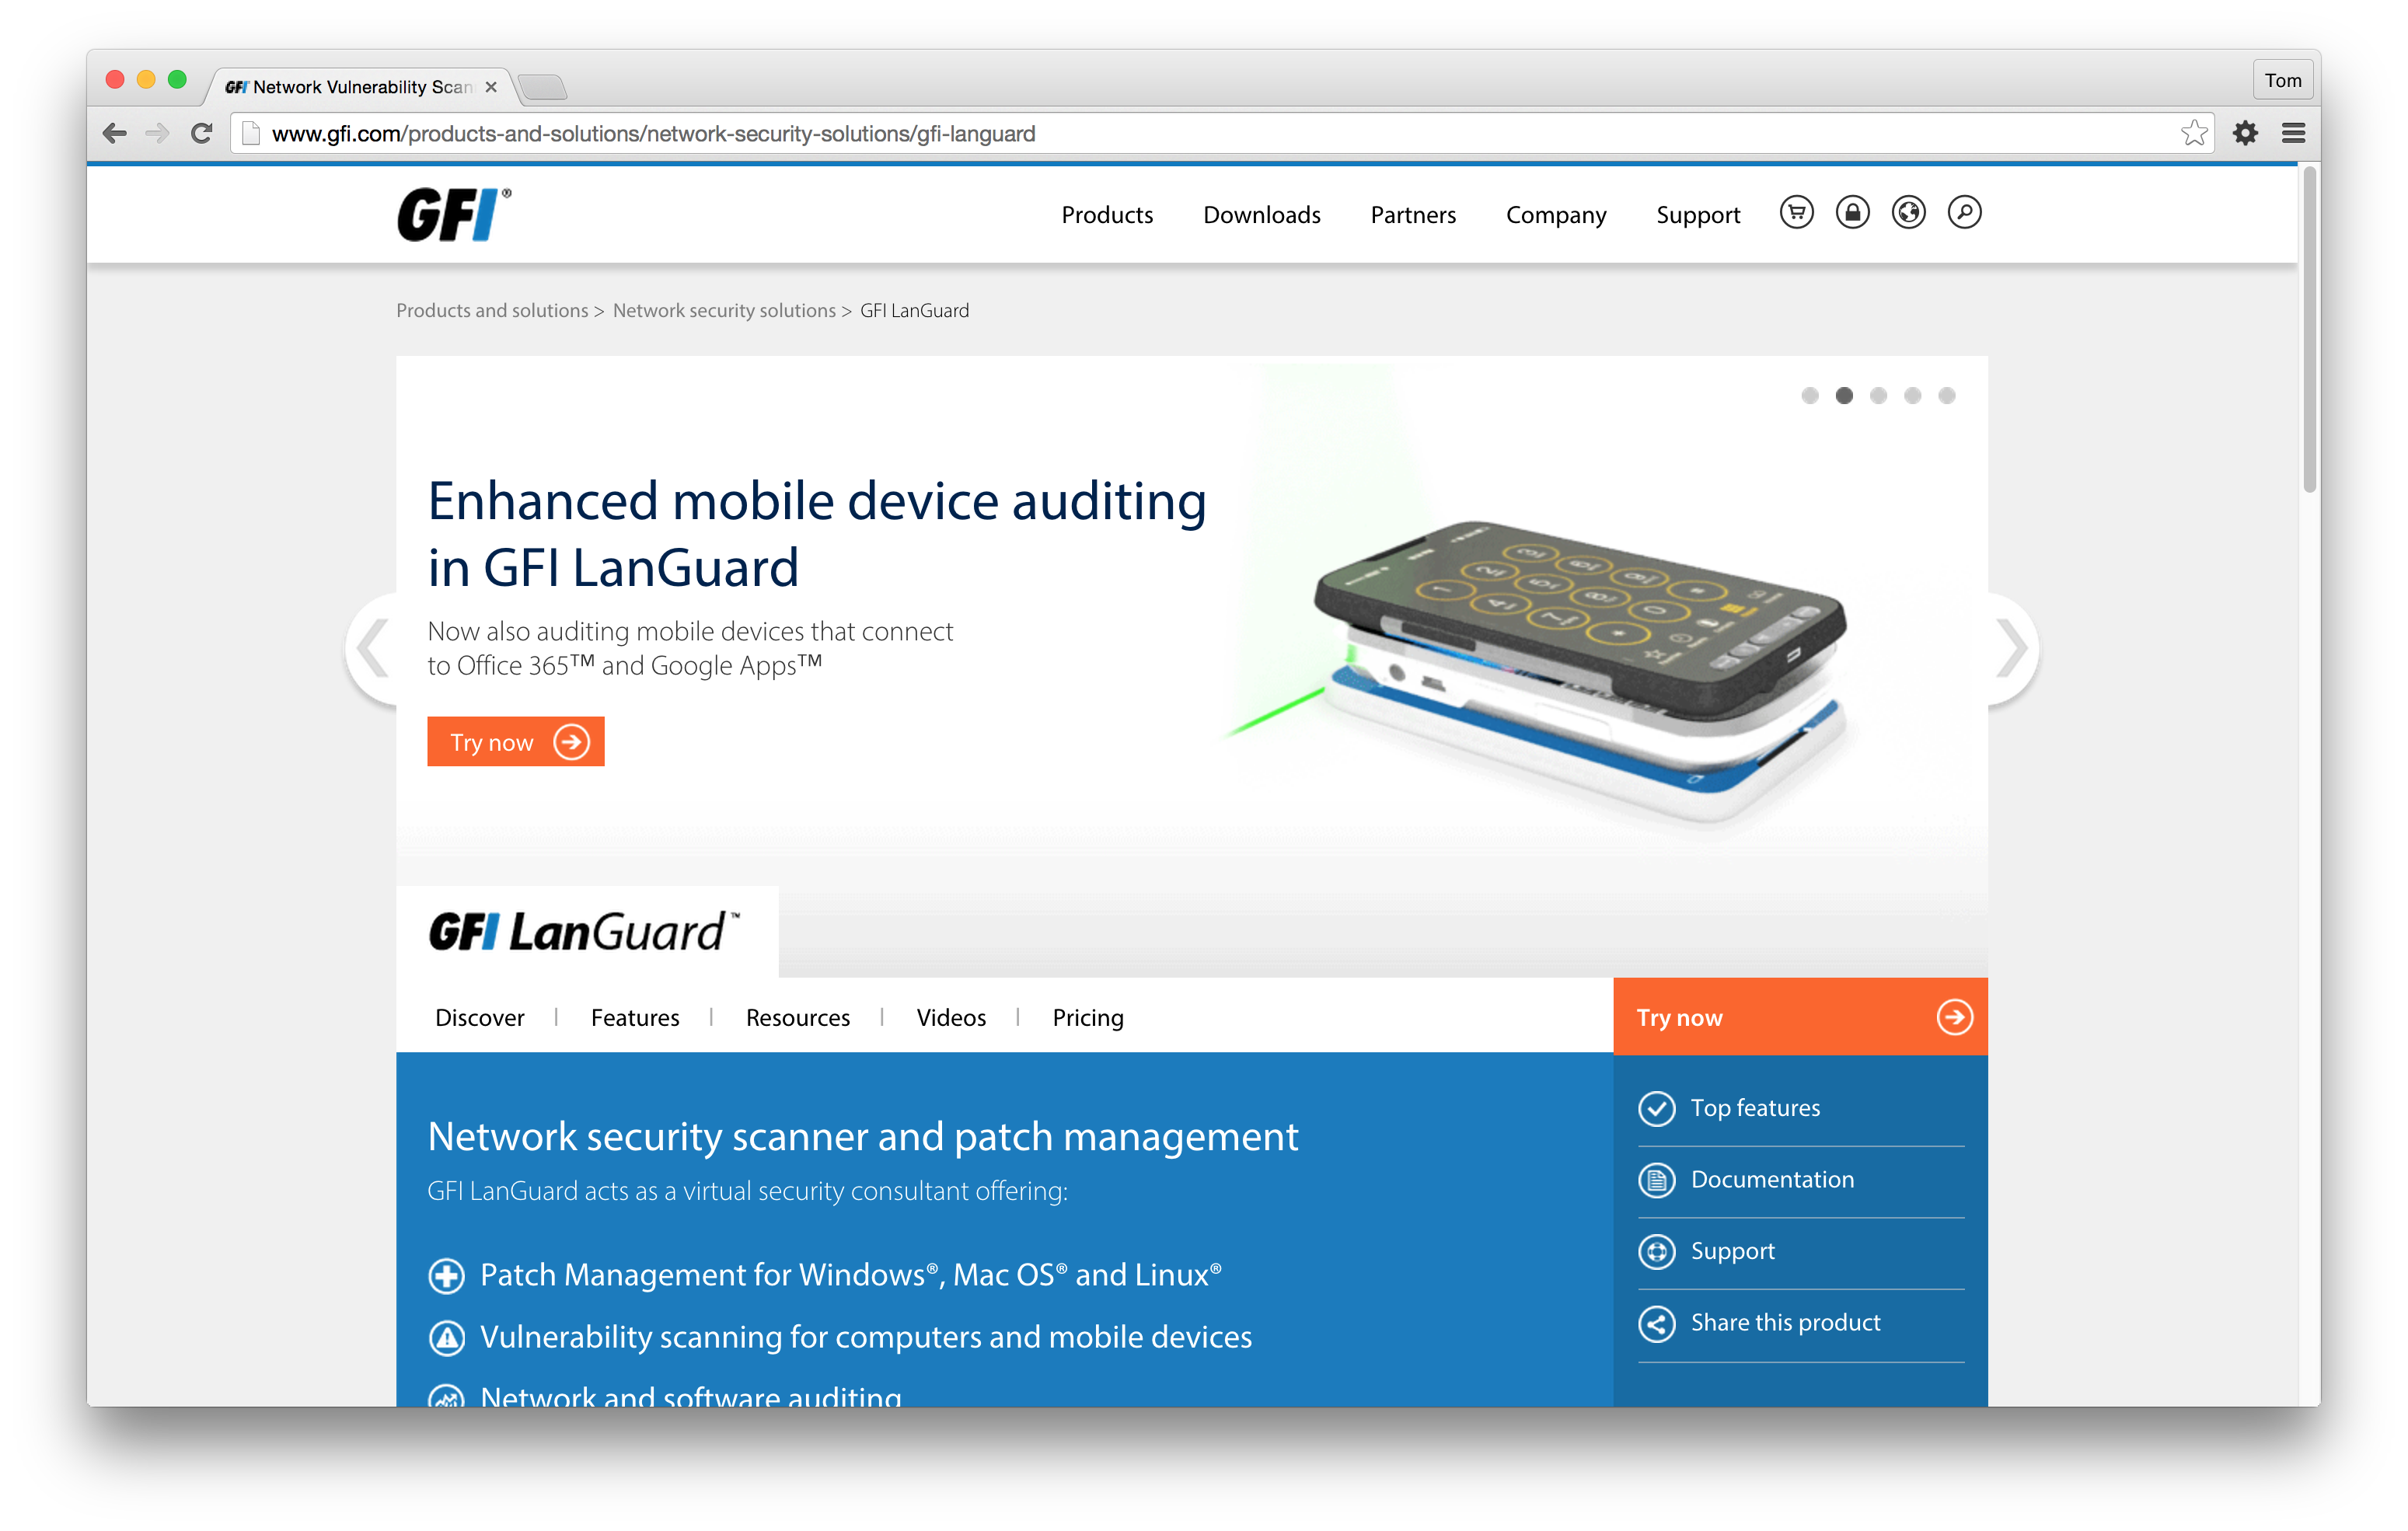 GFI Network Vulnerability Scan
Tom
www.gfi.com/products-and-solutions/network-security-solutions/gfi-languard
GFI®
Products
Downloads
Partners
Company
Support
Products and solutions > Network security solutions > GFI LanGuard
Enhanced mobile device auditing
in GFI LanGuard
Now also auditing mobile devices that connect
to Office 365™ and Google Apps™
Try now
GFI LanGuard™
Discover | Features | Resources | Videos | Pricing
Try now
Network security scanner and patch management
GFI LanGuard acts as a virtual security consultant offering:
Patch Management for Windows®, Mac OS® and Linux®
Vulnerability scanning for computers and mobile devices
Network and software auditing
Top features
Documentation
Support
Share this product